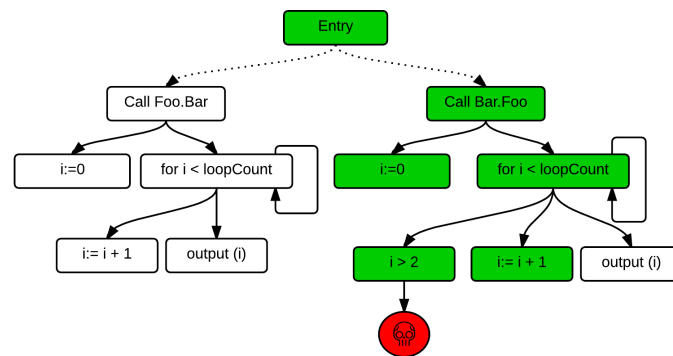 Entry
Call Foo.Bar
Call Bar.Foo
i:=0
for i < loopCount
i:=0
for i < loopCount
i:= i + 1
output (i)
i > 2
i:= i + 1
output (i)